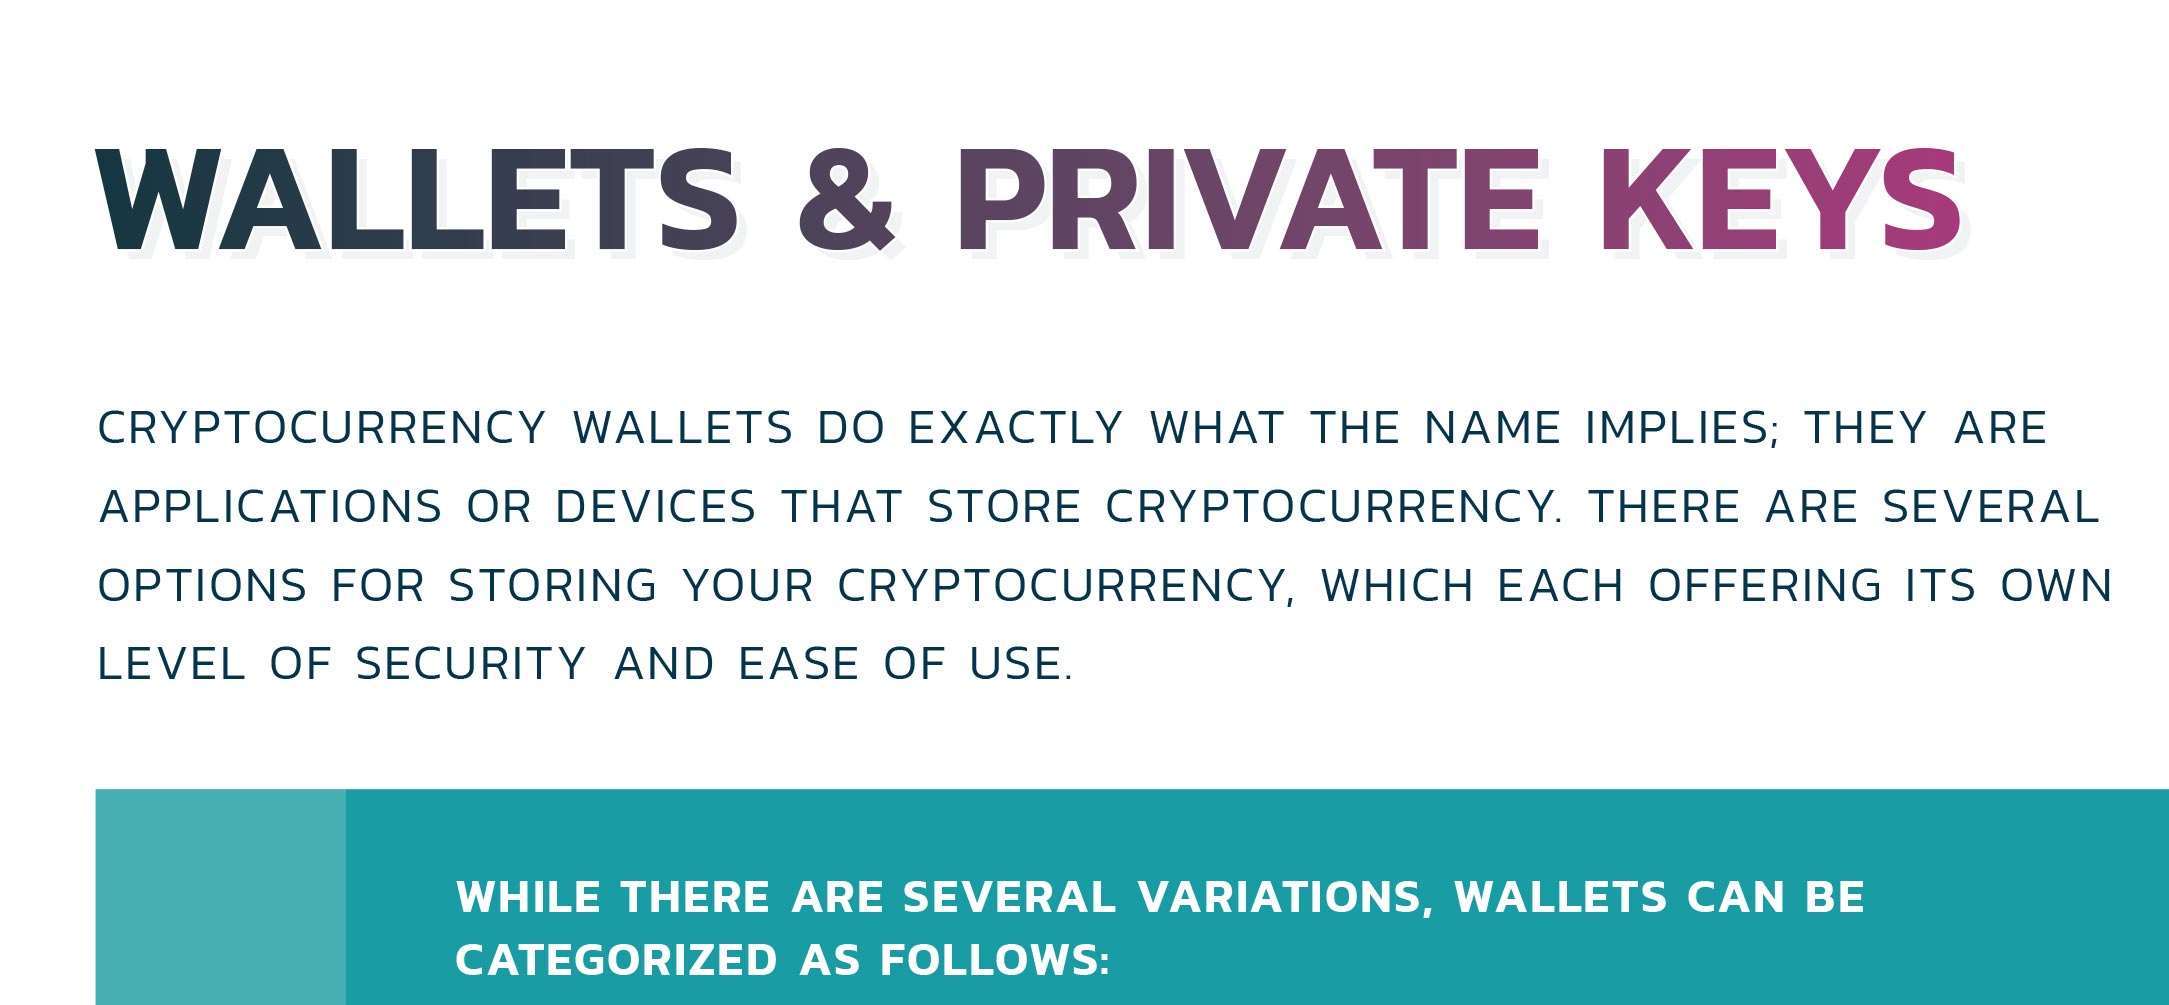 WALLETS & PRIVATE KEYS
CRYPTOCURRENCY WALLETS DO EXACTLY WHAT THE NAME IMPLIES; THEY ARE
APPLICATIONS OR DEVICES THAT STORE CRYPTOCURRENCY. THERE ARE SEVERAL
OPTIONS FOR STORING YOUR CRYPTOCURRENCY, WHICH EACH OFFERING ITS OWN
LEVEL OF SECURITY AND EASE OF USE.
WHILE THERE ARE SEVERAL VARIATIONS, WALLETS CAN BE
CATEGORIZED AS FOLLOWS: